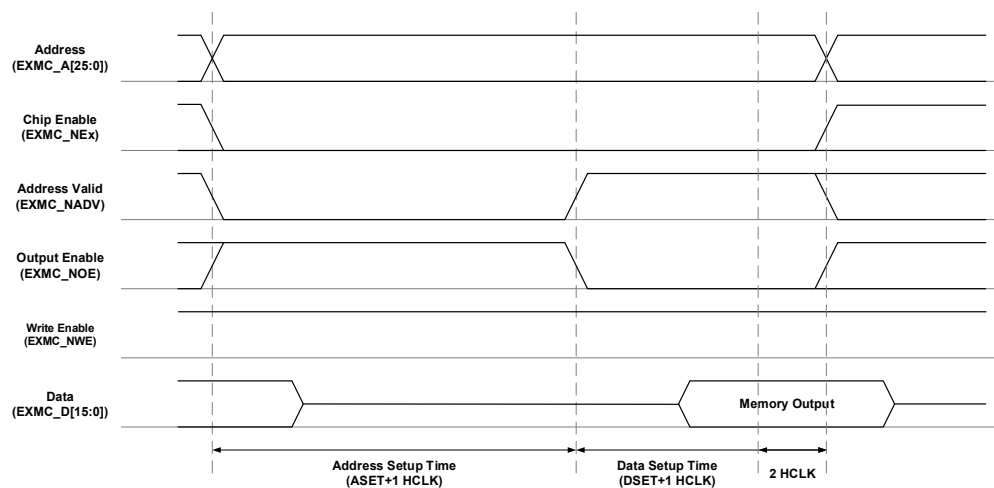 Address
(EXMC_A[25:0])
Chip Enable
(EXMC_NEx)
Address Valid
(EXMC_NADV)
Output Enable
(EXMC_NOE)
Write Enable
(EXMC_NWE)
Data
(EXMC_D[15:0])
Memory Output
Address Setup Time
(ASET+1 HCLK)
Data Setup Time
(DSET+1 HCLK)
2 HCLK